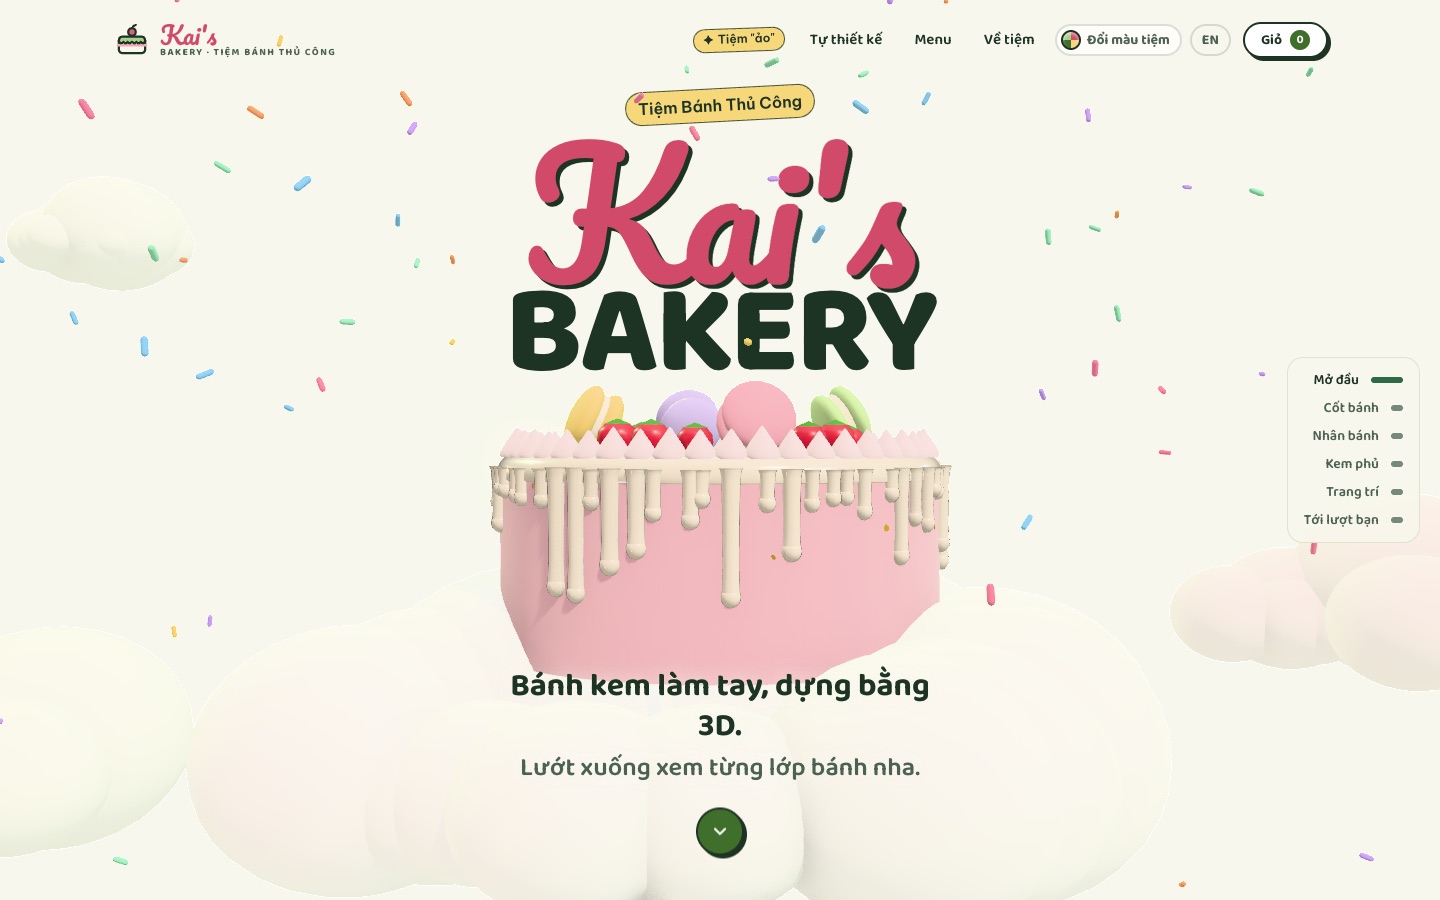 Kai's
BAKERY · TIỆM BÁNH THỦ CÔNG
✦ Tiệm "ảo"
Tự thiết kế
Menu
Về tiệm
Đổi màu tiệm
EN
Giỏ 0
Tiệm Bánh Thủ Công
Kai's
BAKERY
Mở đầu
Cốt bánh
Nhân bánh
Kem phủ
Trang trí
Tới lượt bạn
Bánh kem làm tay, dựng bằng
3D.
Lướt xuống xem từng lớp bánh nha.